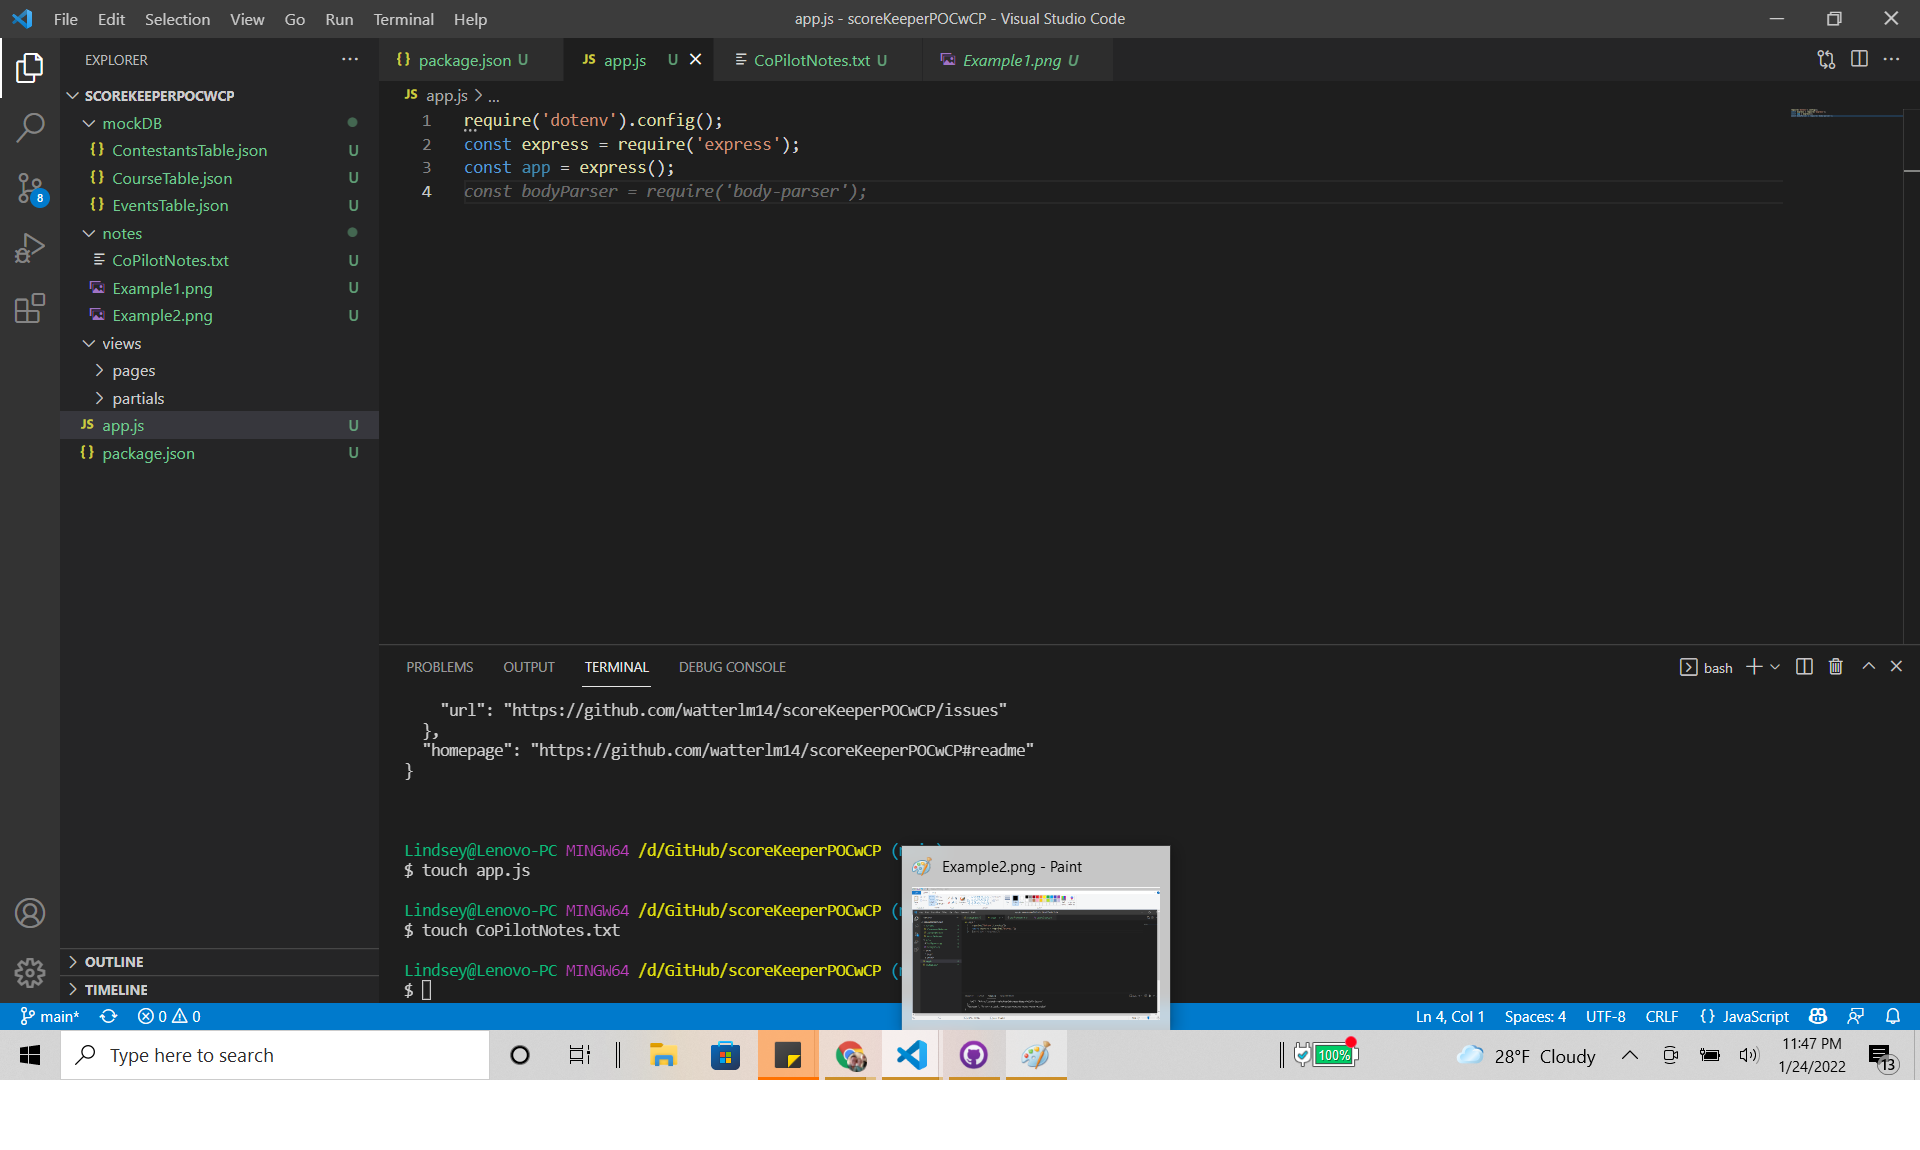 File Edit Selection View Go Run Terminal Help
app.js - scoreKeeperPOCwCP - Visual Studio Code
EXPLORER
SCOREKEEPERPOCWCP
mockDB
{} ContestantsTable.json U
{} CourseTable.json U
{} EventsTable.json U
notes
CoPilotNotes.txt U
Example1.png U
Example2.png U
views
pages
partials
JS app.js U
{} package.json U
OUTLINE
TIMELINE
8
{} package.json U
JS app.js U
CoPilotNotes.txt U
Example1.png U
JS app.js > ...
1 require('dotenv').config();
2 const express = require('express');
3 const app = express();
4 const bodyParser = require('body-parser');
PROBLEMS OUTPUT TERMINAL DEBUG CONSOLE
bash
"url": "https://github.com/watterlm14/scoreKeeperPOCwCP/issues"
},
"homepage": "https://github.com/watterlm14/scoreKeeperPOCwCP#readme"
}
Lindsey@Lenovo-PC MINGW64 /d/GitHub/scoreKeeperPOCwCP (
$ touch app.js
Lindsey@Lenovo-PC MINGW64 /d/GitHub/scoreKeeperPOCwCP (
$ touch CoPilotNotes.txt
Lindsey@Lenovo-PC MINGW64 /d/GitHub/scoreKeeperPOCwCP (
$
Example2.png - Paint
main* 0 0
Ln 4, Col 1 Spaces: 4 UTF-8 CRLF {} JavaScript
Type here to search
100%
28°F Cloudy
11:47 PM
1/24/2022
13